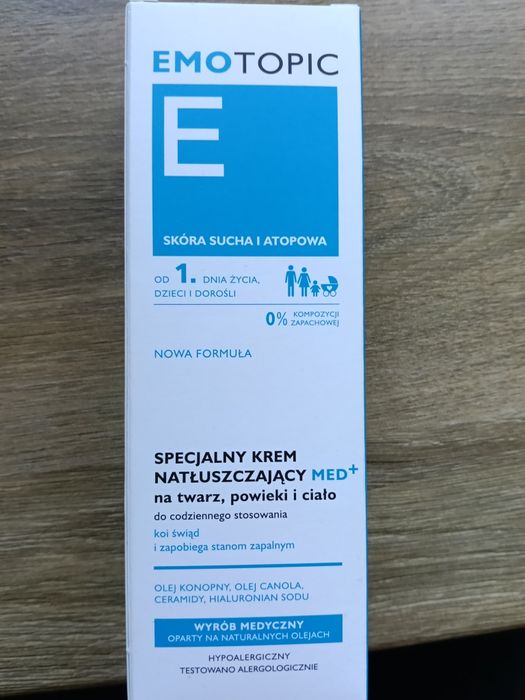 EMOTOPIC
E
SKÓRA SUCHA I ATOPOWA
OD 1. DNIA ŻYCIA,
DZIECI I DOROŚLI
0% KOMPOZYCJI
ZAPACHOWEJ
NOWA FORMUŁA
SPECJALNY KREM
NATŁUSZCZAJĄCY MED+
na twarz, powieki i ciało
do codziennego stosowania
koi świąd
i zapobiega stanom zapalnym
OLEJ KONOPNY, OLEJ CANOLA,
CERAMIDY, HIALURONIAN SODU
WYRÓB MEDYCZNY
OPARTY NA NATURALNYCH OLEJACH
HYPOALERGICZNY
TESTOWANO ALERGOLOGICZNIE